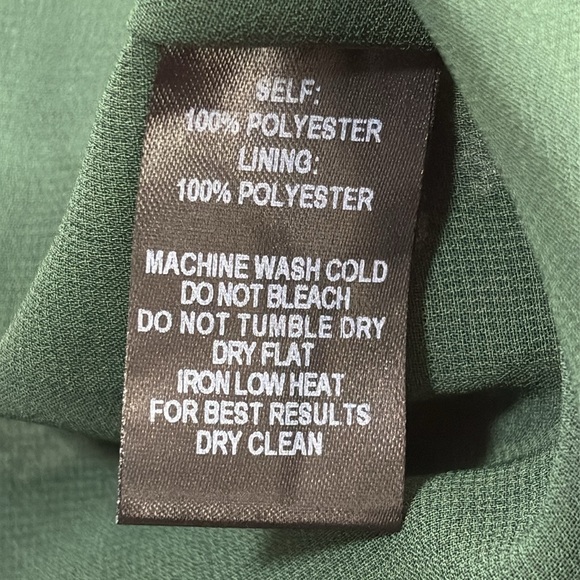 SELF:
100% POLYESTER
LINING:
100% POLYESTER
MACHINE WASH COLD
DO NOT BLEACH
DO NOT TUMBLE DRY
DRY FLAT
IRON LOW HEAT
FOR BEST RESULTS
DRY CLEAN